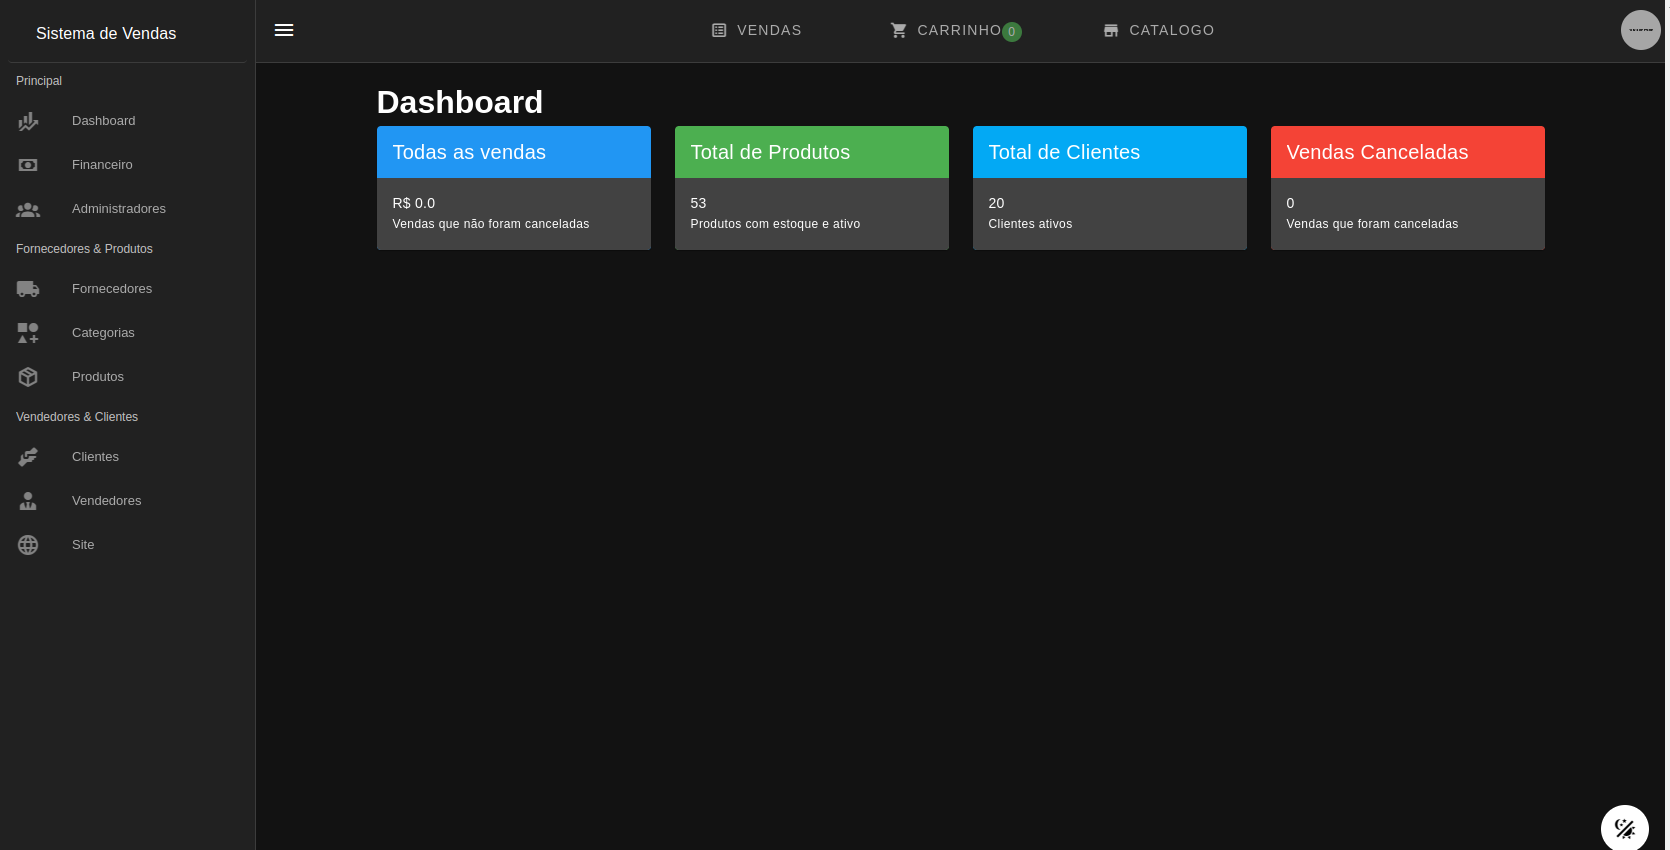 Sistema de Vendas
VENDAS
CARRINHO 0
CATALOGO
Principal
Dashboard
Financeiro
Administradores
Fornecedores & Produtos
Fornecedores
Categorias
Produtos
Vendedores & Clientes
Clientes
Vendedores
Site
Dashboard
Todas as vendas
R$ 0.0
Vendas que não foram canceladas
Total de Produtos
53
Produtos com estoque e ativo
Total de Clientes
20
Clientes ativos
Vendas Canceladas
0
Vendas que foram canceladas